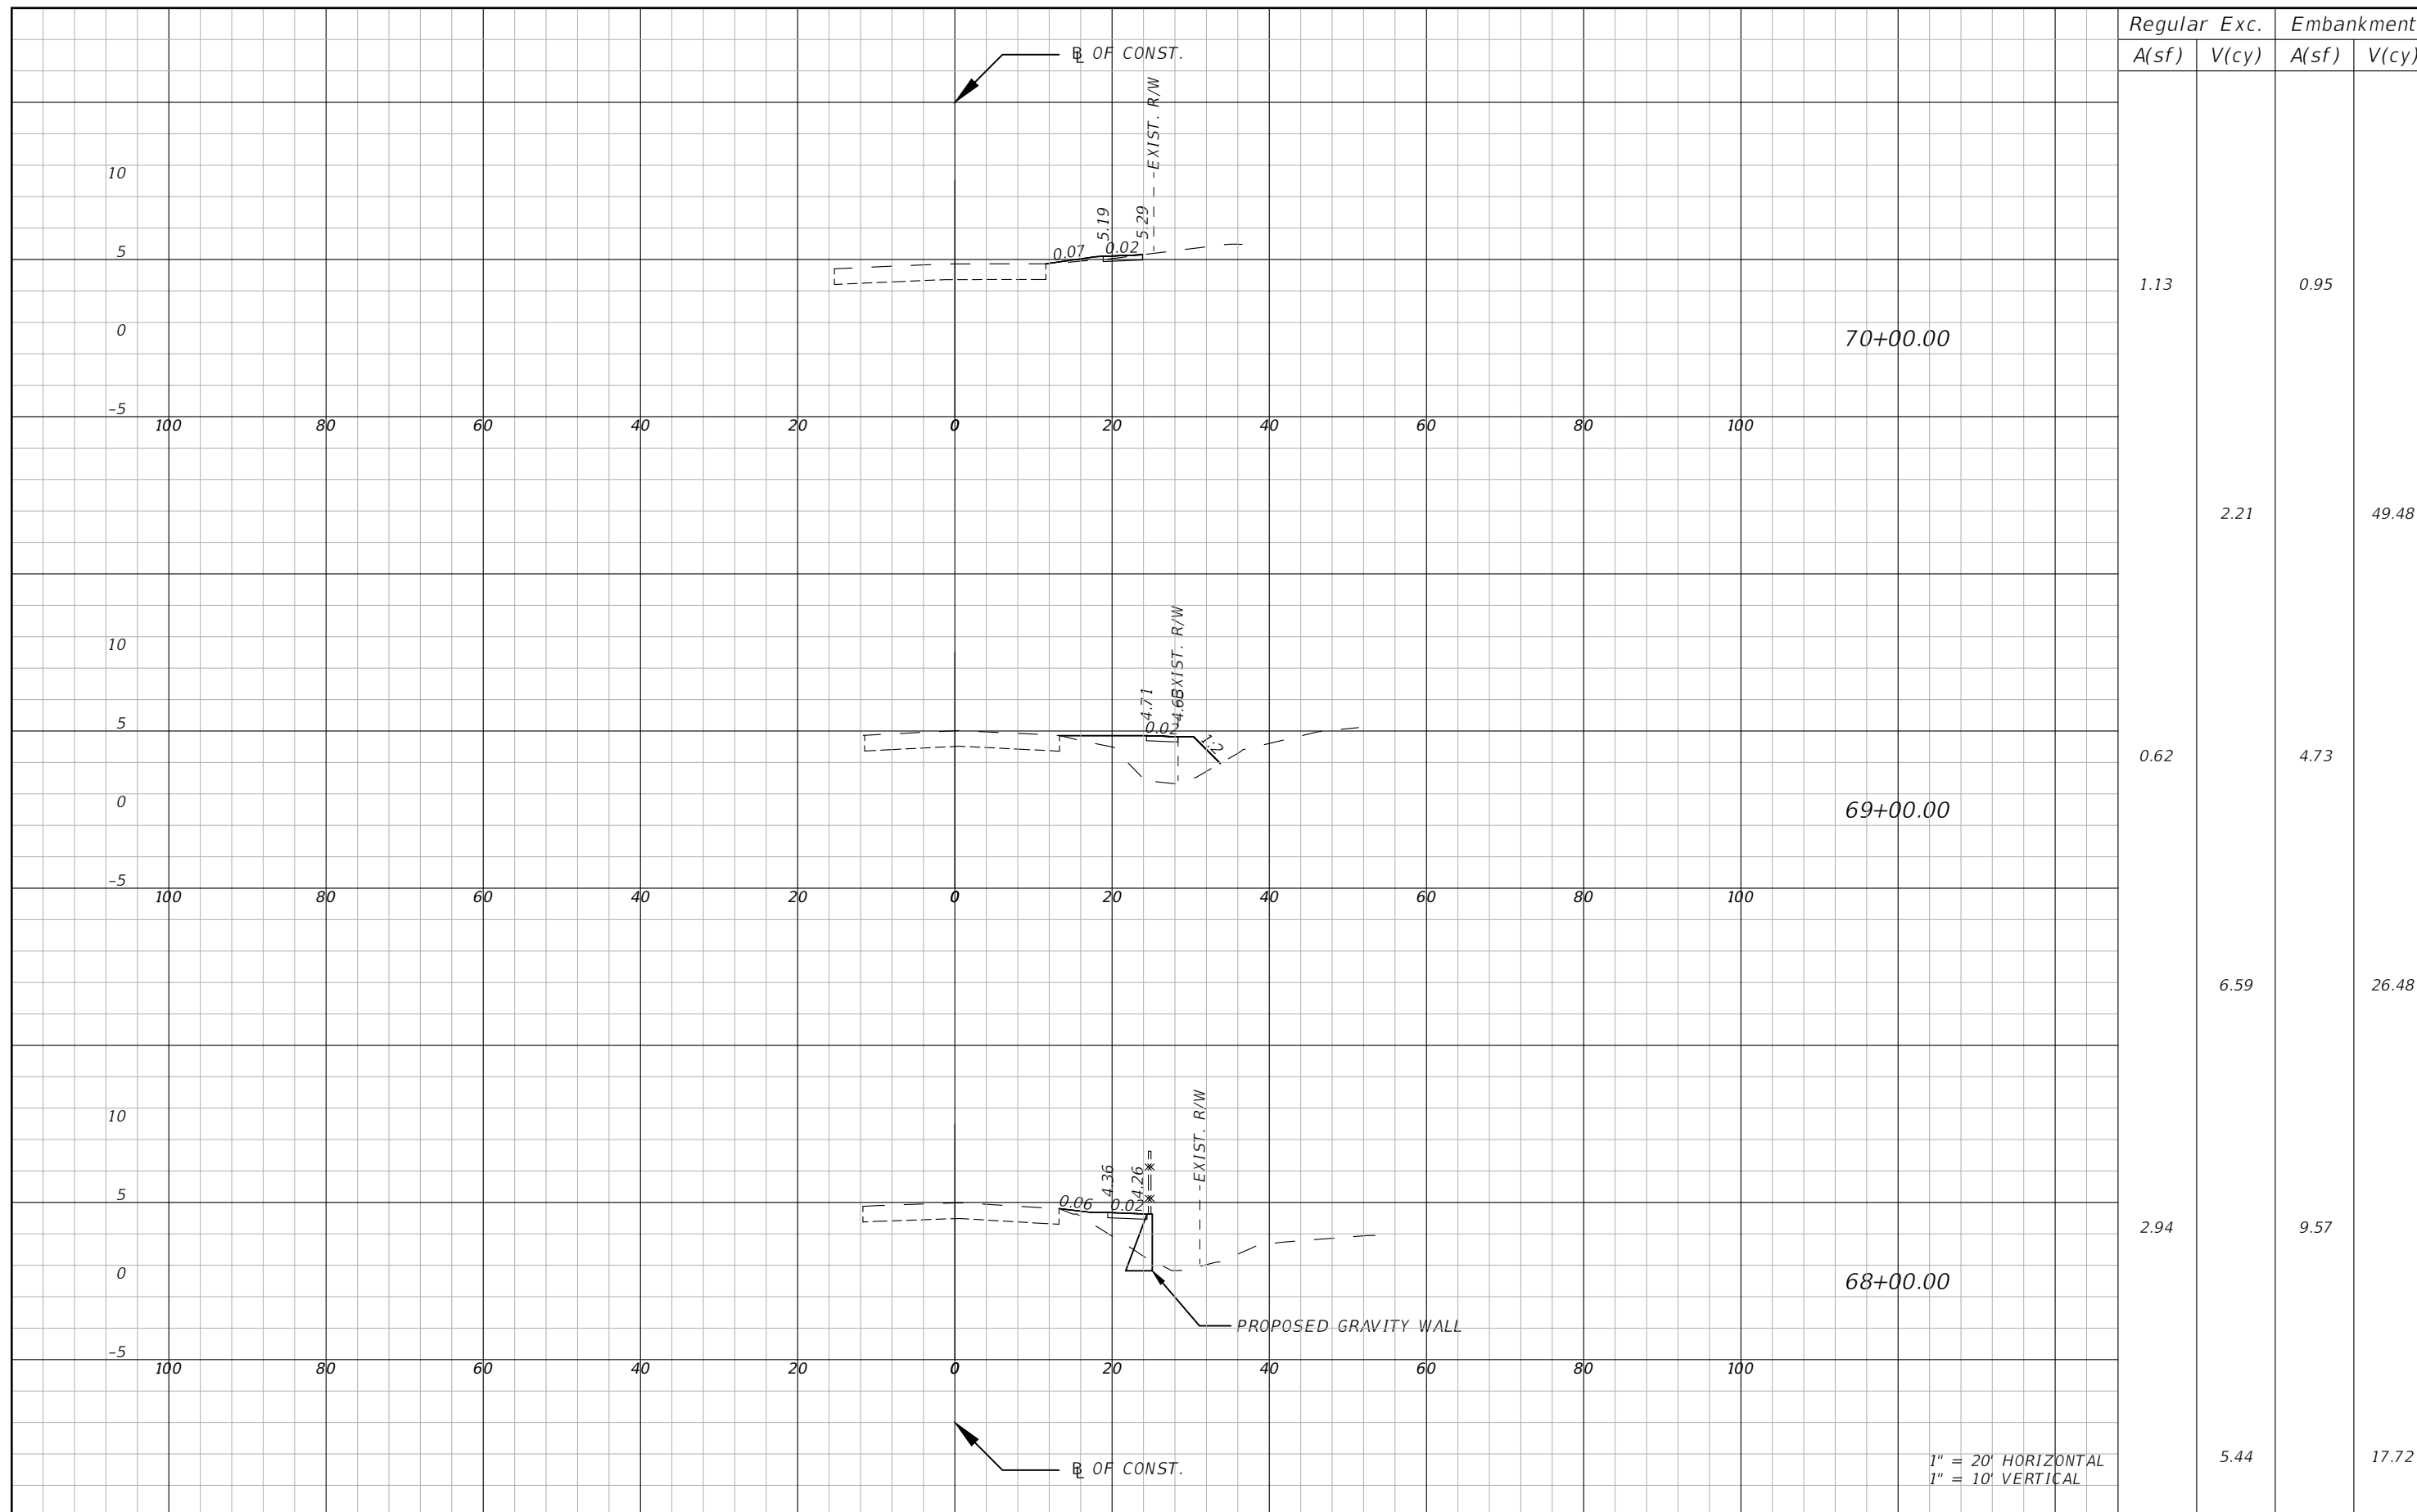 Regular Exc. Embankment
A(sf) V(cy) A(sf) V(cy)
B̲L OF CONST.
EXIST. R/W
10
5.19 5.29
5
0.07 0.02
1.13 0.95
0
70+00.00
-5
100 80 60 40 20 0 20 40 60 80 100
2.21 49.48
EXIST. R/W
10
4.71
5
0.02 1:2
0.62 4.73
0
69+00.00
-5
100 80 60 40 20 0 20 40 60 80 100
6.59 26.48
EXIST. R/W
10
4.36 4.26
5
0.06 0.02
2.94 9.57
0
68+00.00
PROPOSED GRAVITY WALL
-5
100 80 60 40 20 0 20 40 60 80 100
5.44 17.72
BL OF CONST.
1" = 20' HORIZONTAL
1" = 10' VERTICAL